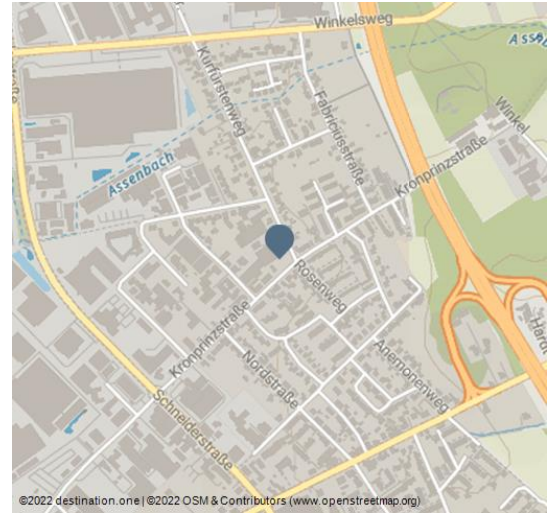 Winkelsweg
Kurfürstenweg
Fabriciusstraße
Winkel
Kronprinzstraße
Assenbach
Rosenweg
Hardt
Kronprinzstraße
Anemonenweg
Nordstraße
Schneiderstraße
©2022 destination.one | ©2022 OSM & Contributors (www.openstreetmap.org)